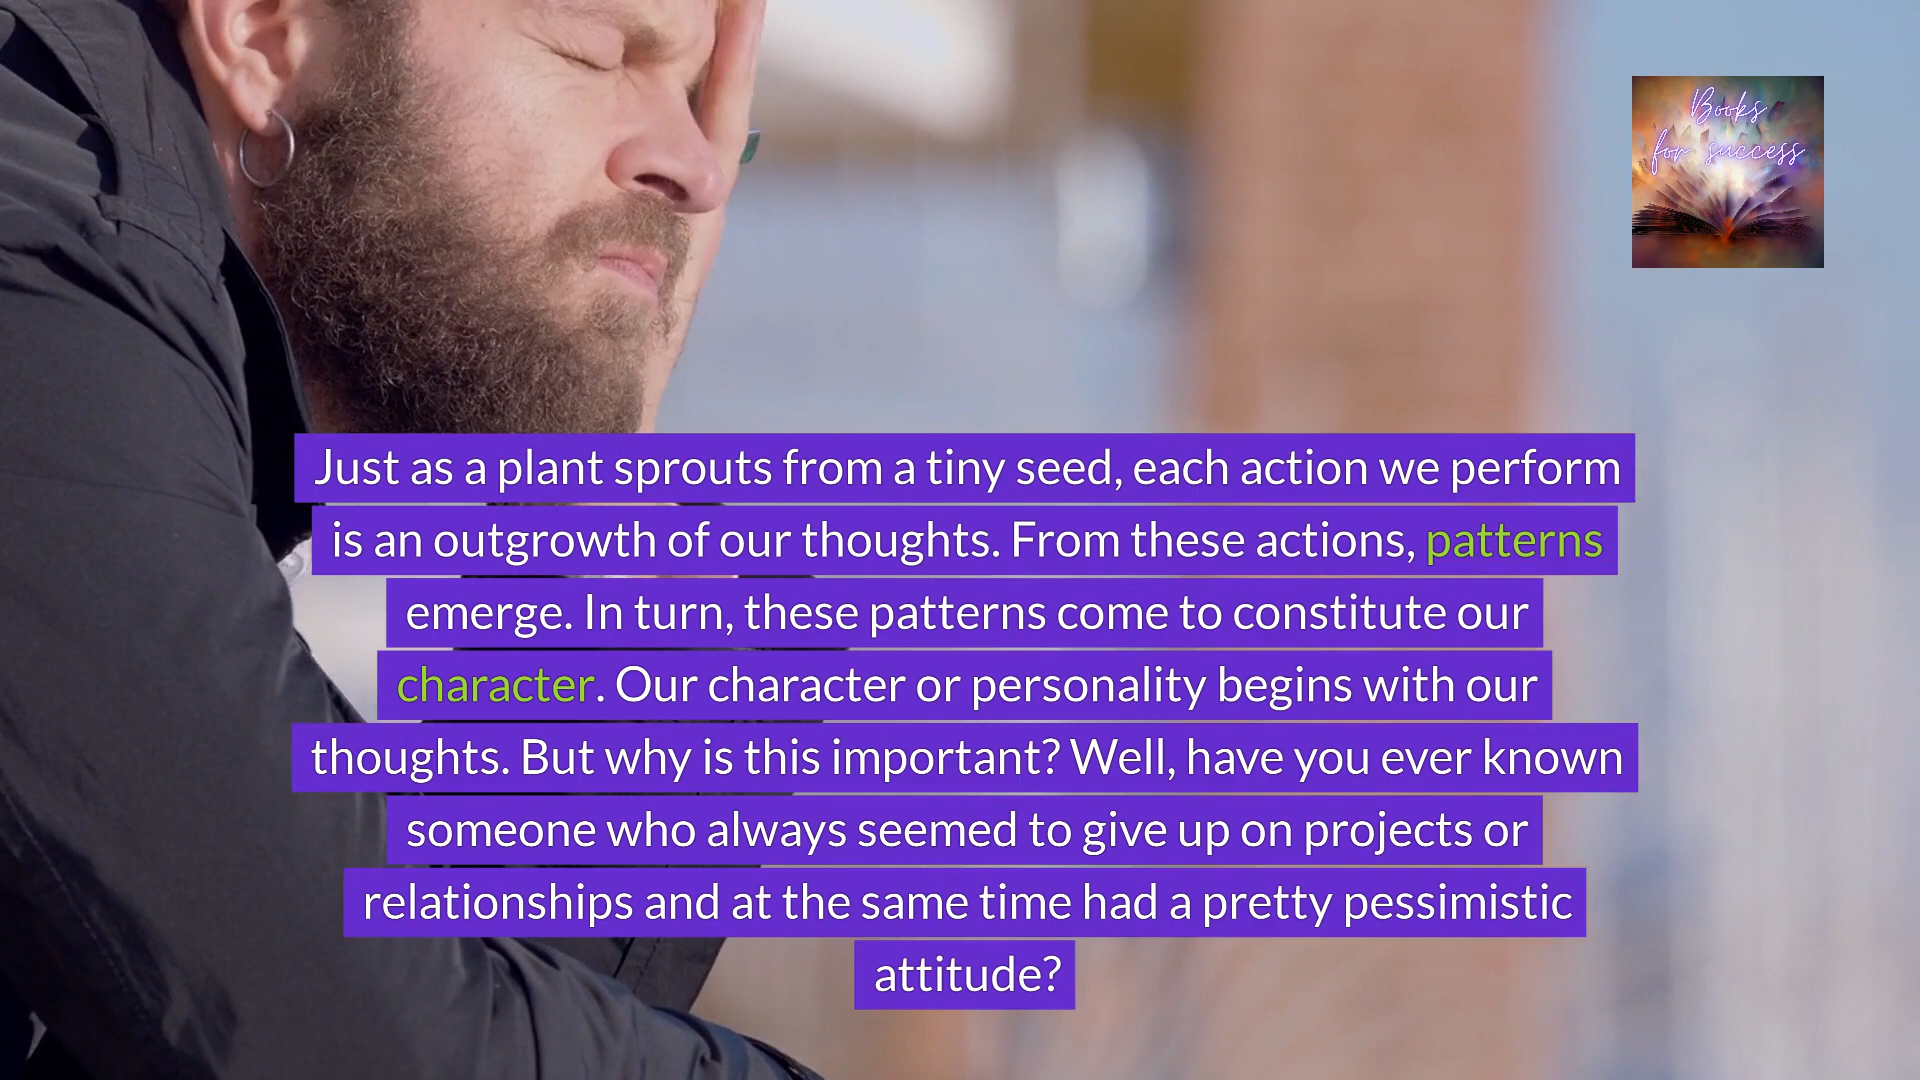 Books
for success
Just as a plant sprouts from a tiny seed, each action we perform
is an outgrowth of our thoughts. From these actions, patterns
emerge. In turn, these patterns come to constitute our
character. Our character or personality begins with our
thoughts. But why is this important? Well, have you ever known
someone who always seemed to give up on projects or
relationships and at the same time had a pretty pessimistic
attitude?